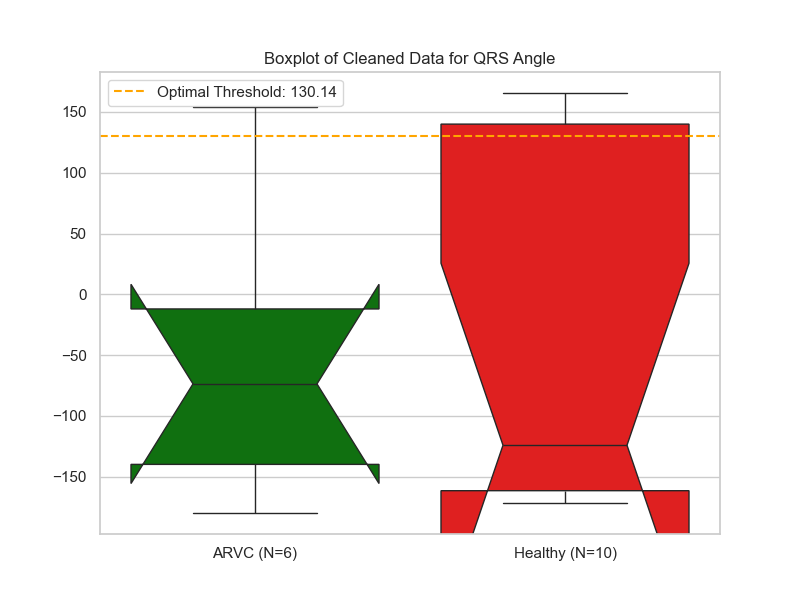 Boxplot of Cleaned Data for QRS Angle
Optimal Threshold: 130.14
150
100
50
0
−50
−100
−150
ARVC (N=6)
Healthy (N=10)